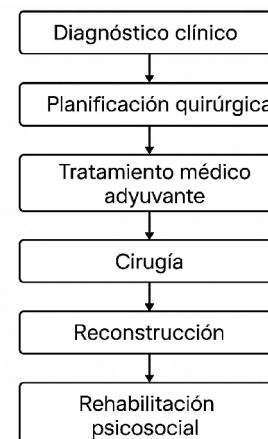 Diagnóstico clínico
Planificación quirúrgica
Tratamiento médico
adyuvante
Cirugía
Reconstrucción
Rehabilitación
psicosocial